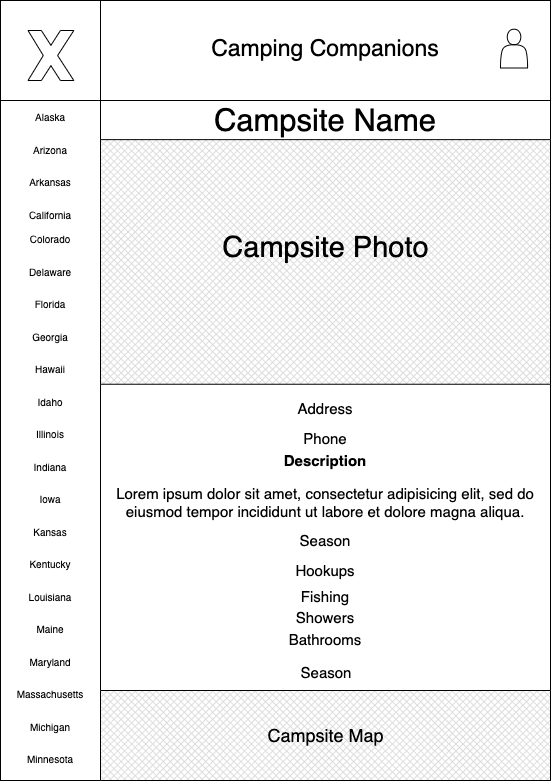 X
Camping Companions
Alaska
Arizona
Arkansas
California
Colorado
Delaware
Florida
Georgia
Hawaii
Idaho
Illinois
Indiana
Iowa
Kansas
Kentucky
Louisiana
Maine
Maryland
Massachusetts
Michigan
Minnesota
Campsite Name
Campsite Photo
Address
Phone
Description
Lorem ipsum dolor sit amet, consectetur adipisicing elit, sed do
eiusmod tempor incididunt ut labore et dolore magna aliqua.
Season
Hookups
Fishing
Showers
Bathrooms
Season
Campsite Map